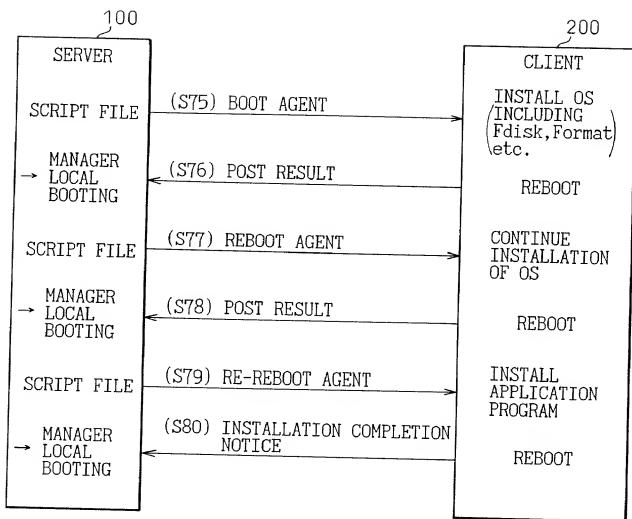 100
200
SERVER
CLIENT
SCRIPT FILE
(S75) BOOT AGENT
INSTALL OS
INCLUDING
(Fdisk,Format)
etc.
→ MANAGER
LOCAL
BOOTING
(S76) POST RESULT
REBOOT
SCRIPT FILE
(S77) REBOOT AGENT
CONTINUE
INSTALLATION
OF OS
→ MANAGER
LOCAL
BOOTING
(S78) POST RESULT
REBOOT
SCRIPT FILE
(S79) RE-REBOOT AGENT
INSTALL
APPLICATION
PROGRAM
→ MANAGER
LOCAL
BOOTING
(S80) INSTALLATION COMPLETION
NOTICE
REBOOT